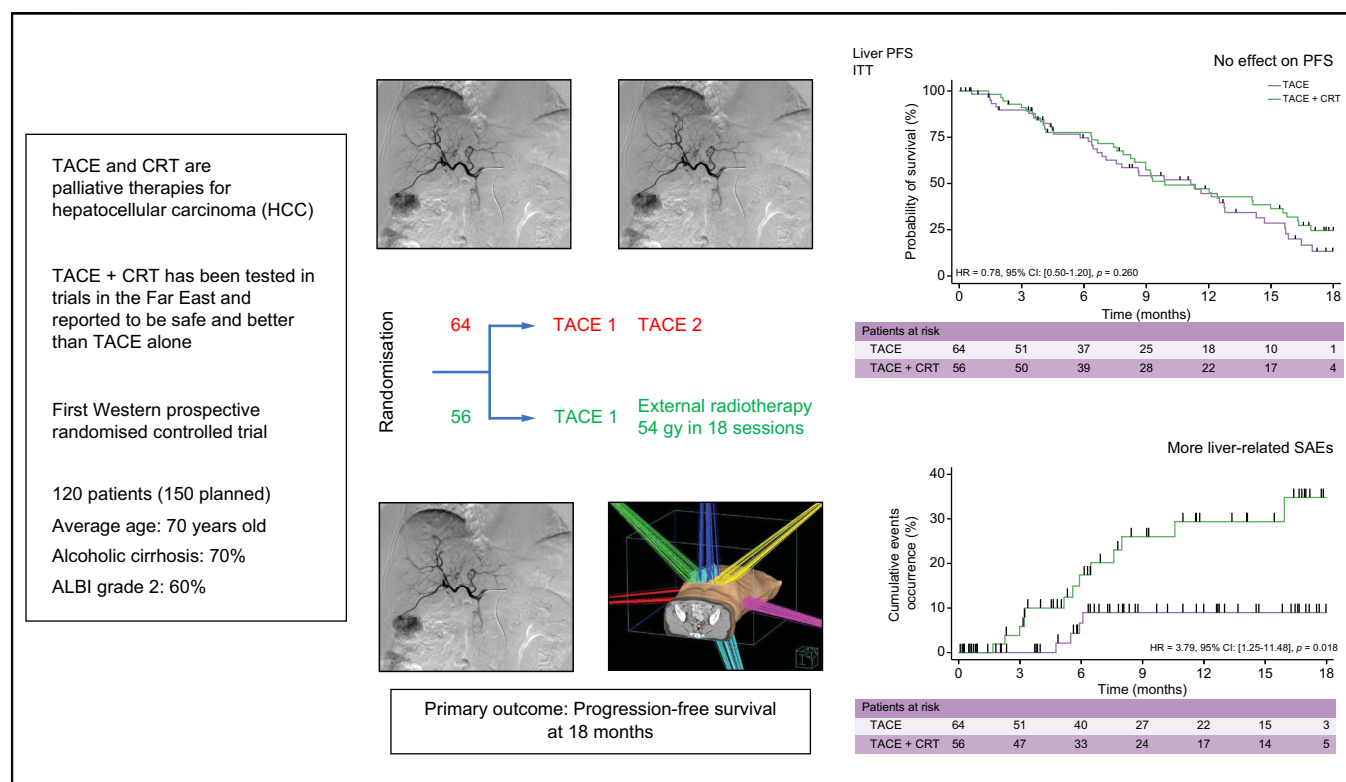 TACE and CRT are
palliative therapies for
hepatocellular carcinoma (HCC)
TACE + CRT has been tested in
trials in the Far East and
reported to be safe and better
than TACE alone
First Western prospective
randomised controlled trial
120 patients (150 planned)
Average age: 70 years old
Alcoholic cirrhosis: 70%
ALBI grade 2: 60%
Randomisation
64
TACE 1
TACE 2
56
TACE 1
External radiotherapy
54 gy in 18 sessions
Primary outcome: Progression-free survival
at 18 months
Liver PFS
ITT
No effect on PFS
TACE
TACE + CRT
Probability of survival (%)
100
75
50
25
0
HR = 0.78, 95% CI: [0.50-1.20], p = 0.260
0 3 6 9 12 15 18
Time (months)
Patients at risk
TACE 64 51 37 25 18 10 1
TACE + CRT 56 50 39 28 22 17 4
More liver-related SAEs
Cumulative events
occurrence (%)
40
30
20
10
0
HR = 3.79, 95% CI: [1.25-11.48], p = 0.018
0 3 6 9 12 15 18
Time (months)
Patients at risk
TACE 64 51 40 27 22 15 3
TACE + CRT 56 47 33 24 17 14 5